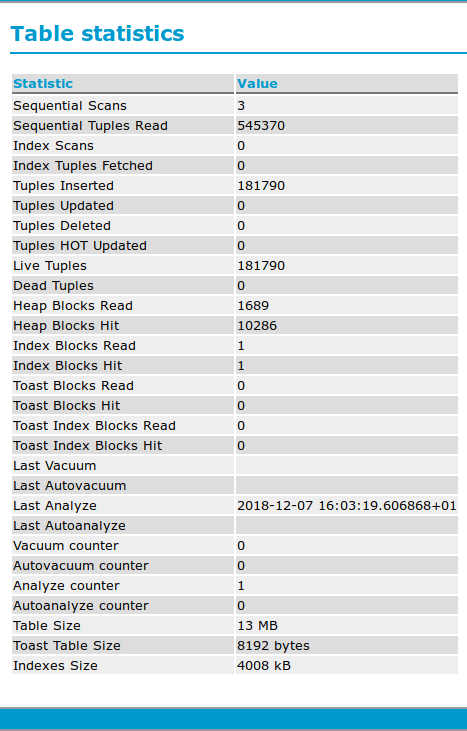 Table statistics
Statistic Value
Sequential Scans 3
Sequential Tuples Read 545370
Index Scans 0
Index Tuples Fetched 0
Tuples Inserted 181790
Tuples Updated 0
Tuples Deleted 0
Tuples HOT Updated 0
Live Tuples 181790
Dead Tuples 0
Heap Blocks Read 1689
Heap Blocks Hit 10286
Index Blocks Read 1
Index Blocks Hit 1
Toast Blocks Read 0
Toast Blocks Hit 0
Toast Index Blocks Read 0
Toast Index Blocks Hit 0
Last Vacuum
Last Autovacuum
Last Analyze 2018-12-07 16:03:19.606868+01
Last Autoanalyze
Vacuum counter 0
Autovacuum counter 0
Analyze counter 1
Autoanalyze counter 0
Table Size 13 MB
Toast Table Size 8192 bytes
Indexes Size 4008 kB